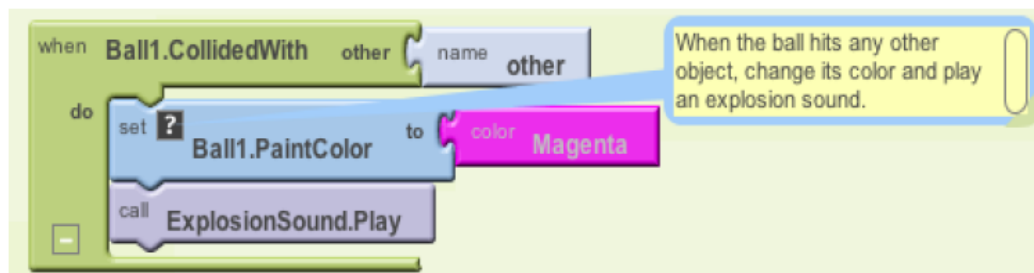 when Ball1.CollidedWith other name other
do
set ? Ball1.PaintColor to color Magenta
call ExplosionSound.Play
When the ball hits any other
object, change its color and play
an explosion sound.